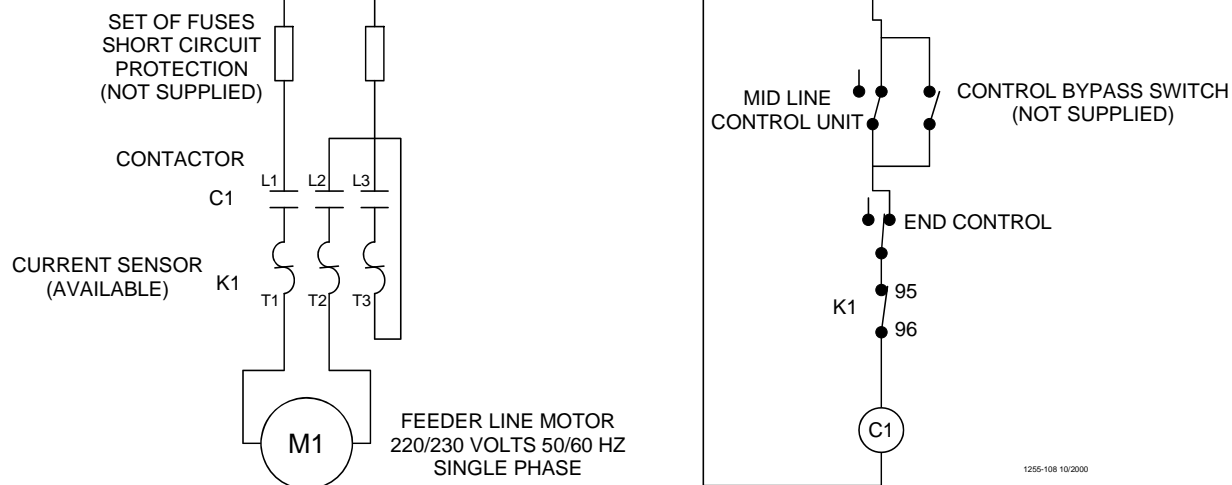 SET OF FUSES
SHORT CIRCUIT
PROTECTION
(NOT SUPPLIED)
CONTACTOR
C1
L1
L2
L3
CURRENT SENSOR
(AVAILABLE)
K1
T1
T2
T3
M1
FEEDER LINE MOTOR
220/230 VOLTS 50/60 HZ
SINGLE PHASE
MID LINE
CONTROL UNIT
CONTROL BYPASS SWITCH
(NOT SUPPLIED)
END CONTROL
K1
95
96
C1
1255-108 10/2000